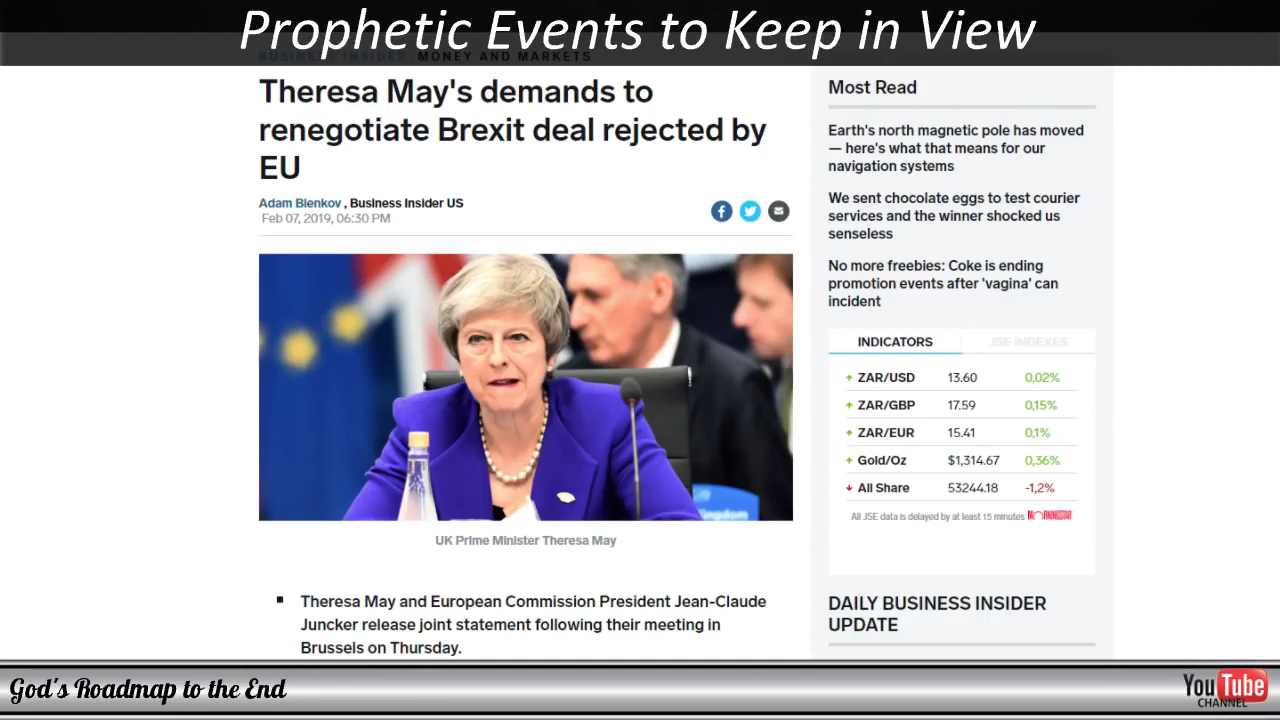 Prophetic Events to Keep in View
BUSINESS INSIDER MONEY AND MARKETS
Theresa May's demands to
renegotiate Brexit deal rejected by
EU
Adam Bienkov , Business Insider US
Feb 07, 2019, 06:30 PM
UK Prime Minister Theresa May
Theresa May and European Commission President Jean-Claude
Juncker release joint statement following their meeting in
Brussels on Thursday.
Most Read
Earth's north magnetic pole has moved
— here's what that means for our
navigation systems
We sent chocolate eggs to test courier
services and the winner shocked us
senseless
No more freebies: Coke is ending
promotion events after 'vagina' can
incident
INDICATORS JSE INDEXES
ZAR/USD 13.60 0,02%
ZAR/GBP 17.59 0,15%
ZAR/EUR 15.41 0,1%
Gold/Oz $1,314.67 0,36%
All Share 53244.18 -1,2%
All JSE data is delayed by at least 15 minutes MORNINGSTAR
DAILY BUSINESS INSIDER
UPDATE
God's Roadmap to the End
YouTube
CHANNEL